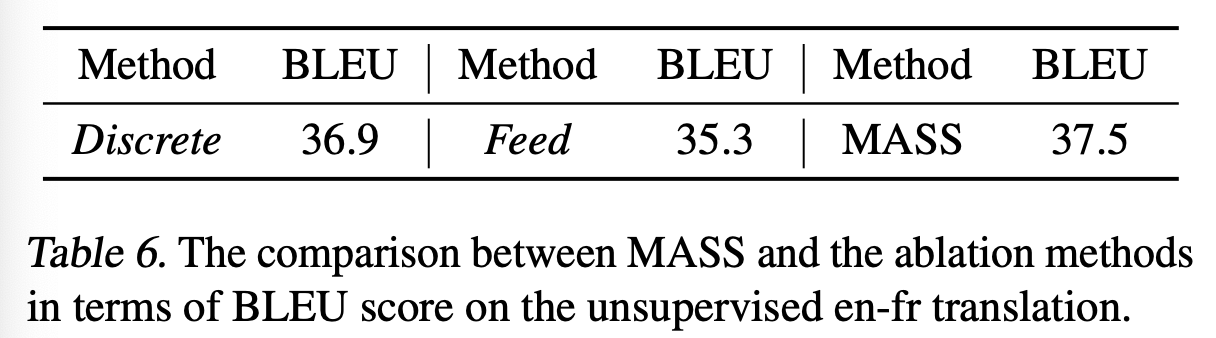 Method BLEU Method BLEU Method BLEU
Discrete 36.9 Feed 35.3 MASS 37.5
Table 6. The comparison between MASS and the ablation methods
in terms of BLEU score on the unsupervised en-fr translation.